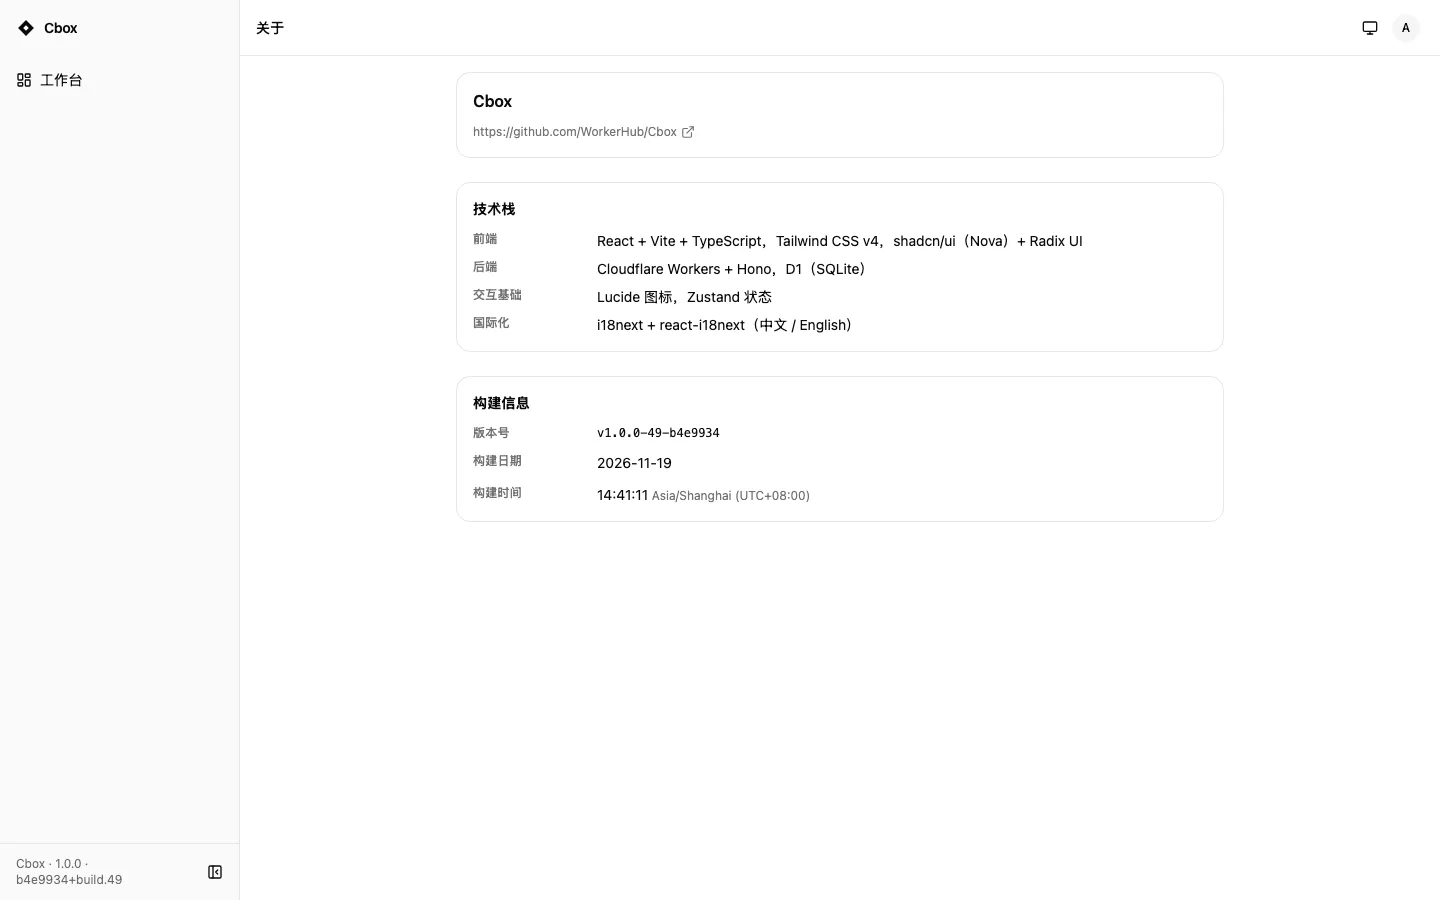 Cbox
工作台
关于
A
Cbox
https://github.com/WorkerHub/Cbox
技术栈
前端
React + Vite + TypeScript，Tailwind CSS v4，shadcn/ui（Nova）+ Radix UI
后端
Cloudflare Workers + Hono，D1（SQLite）
交互基础
Lucide 图标，Zustand 状态
国际化
i18next + react-i18next（中文 / English）
构建信息
版本号
v1.0.0-49-b4e9934
构建日期
2026-11-19
构建时间
14:41:11 Asia/Shanghai (UTC+08:00)
Cbox · 1.0.0 ·
b4e9934+build.49